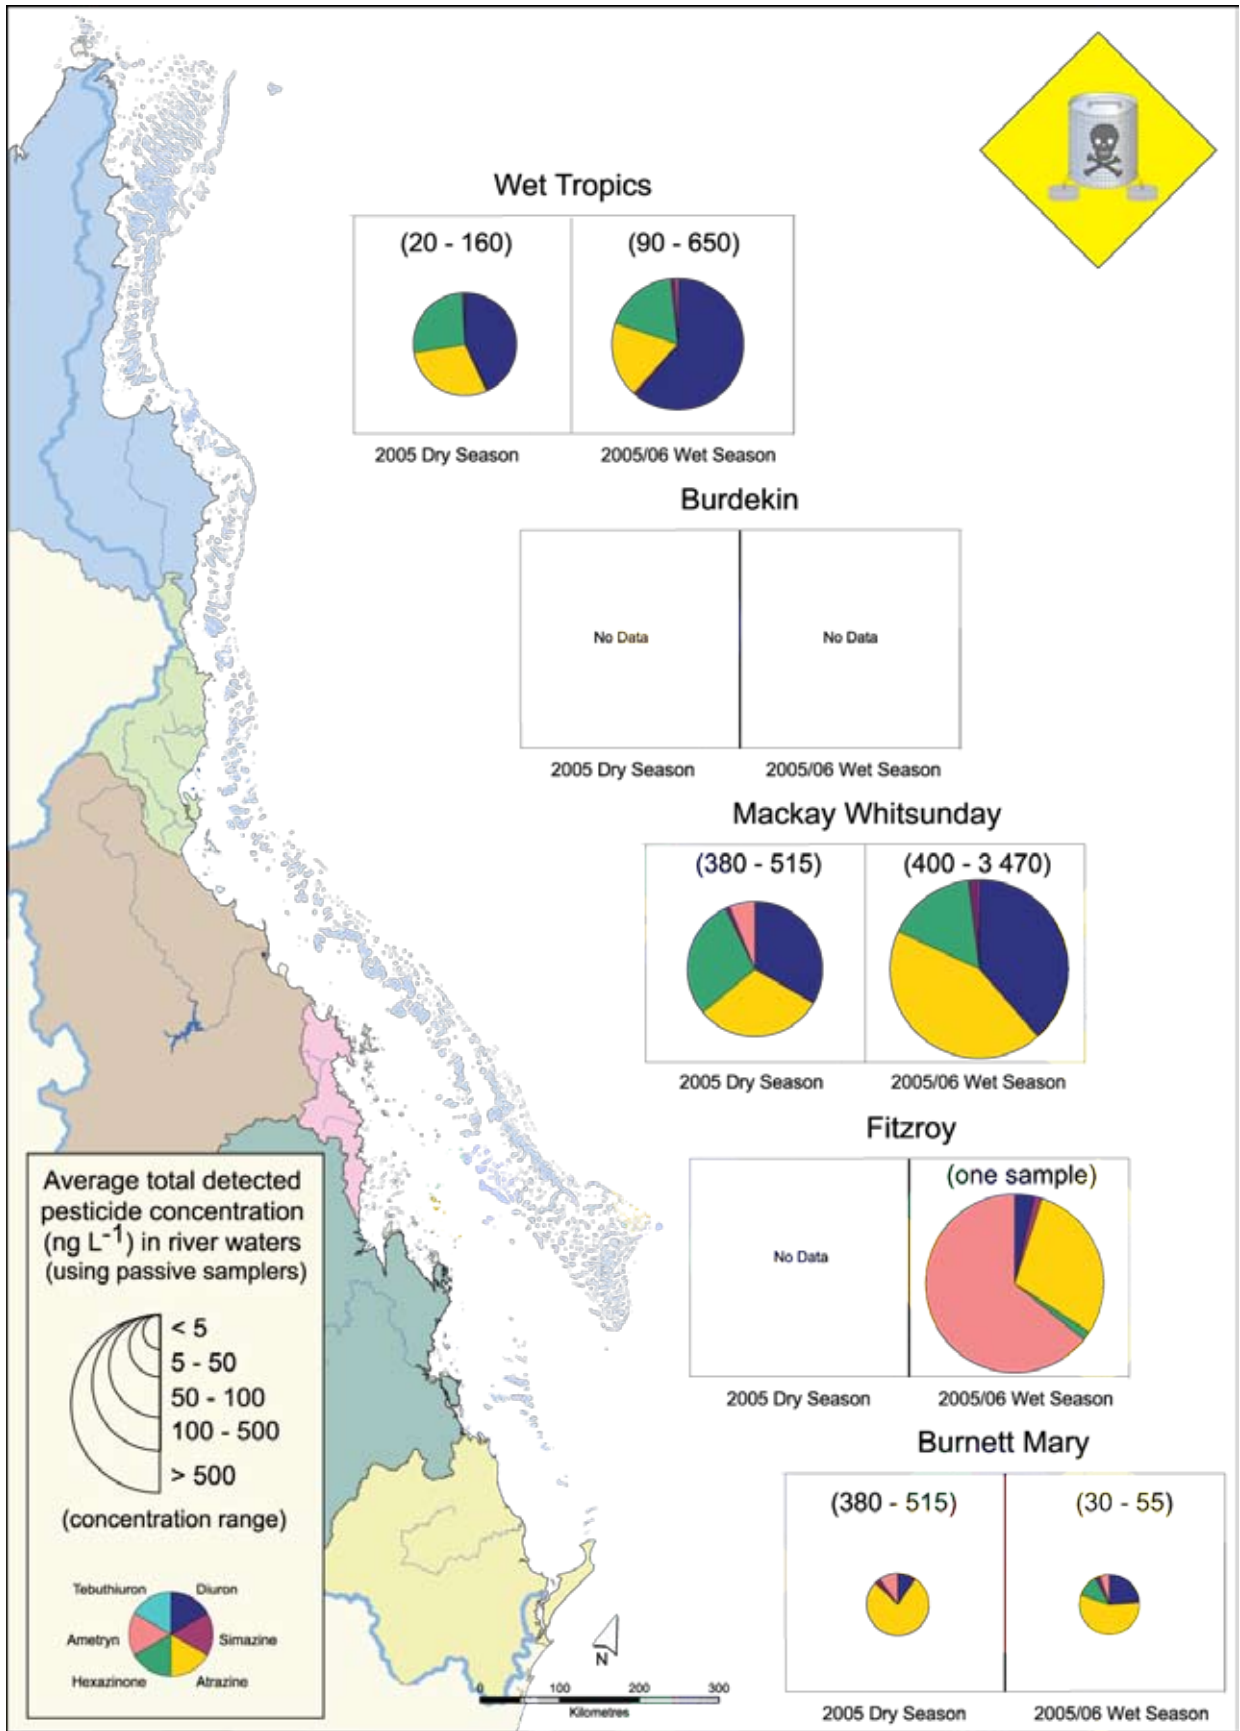 Wet Tropics
(20 - 160)
(90 - 650)
2005 Dry Season
2005/06 Wet Season
Burdekin
No Data
No Data
2005 Dry Season
2005/06 Wet Season
Mackay Whitsunday
(380 - 515)
(400 - 3 470)
2005 Dry Season
2005/06 Wet Season
Fitzroy
(one sample)
No Data
2005 Dry Season
2005/06 Wet Season
Burnett Mary
(380 - 515)
(30 - 55)
2005 Dry Season
2005/06 Wet Season
Average total detected
pesticide concentration
(ng L⁻¹) in river waters
(using passive samplers)
< 5
5 - 50
50 - 100
100 - 500
> 500
(concentration range)
Tebuthiuron
Diuron
Ametryn
Simazine
Hexazinone
Atrazine
N
0 100 200 300
Kilometres